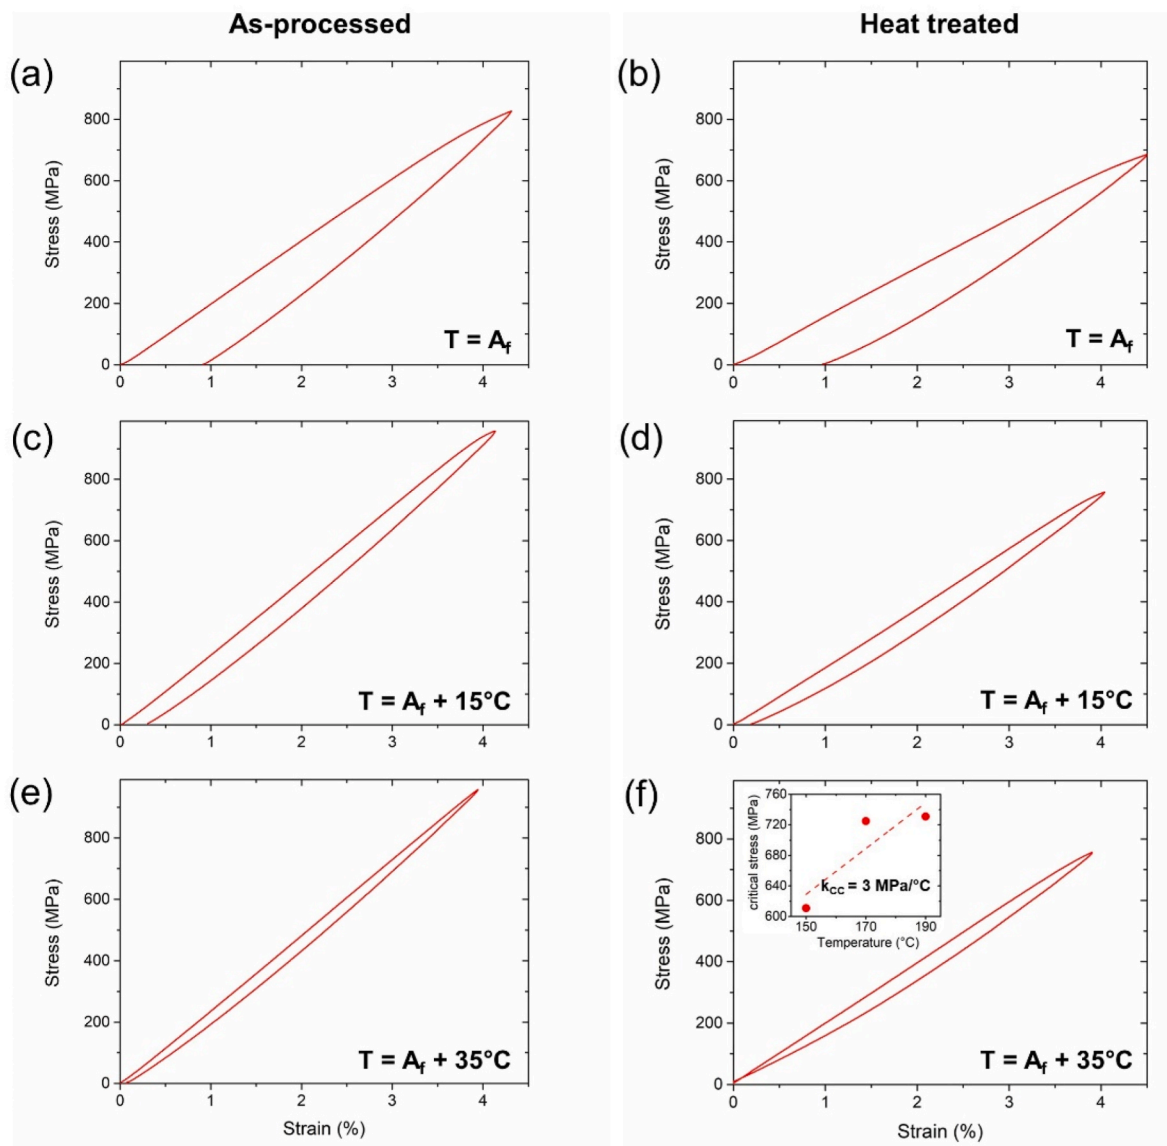 As-processed
Heat treated
(a)
800
600
400
200
0
Stress (MPa)
T = Af
0 1 2 3 4
(b)
800
600
400
200
0
Stress (MPa)
T = Af
0 1 2 3 4
(c)
800
600
400
200
0
Stress (MPa)
T = Af + 15°C
0 1 2 3 4
(d)
800
600
400
200
0
Stress (MPa)
T = Af + 15°C
0 1 2 3 4
(e)
800
600
400
200
0
Stress (MPa)
T = Af + 35°C
0 1 2 3 4
Strain (%)
(f)
800
600
400
200
0
Stress (MPa)
760
720
680
640
600
critical stress (MPa)
kCC = 3 MPa/°C
150 170 190
Temperature (°C)
T = Af + 35°C
0 1 2 3 4
Strain (%)